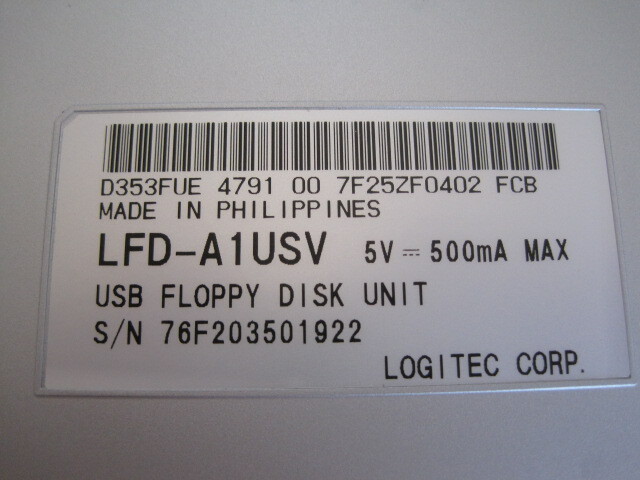 D353FUE 4791 00 7F25ZF0402 FCB
MADE IN PHILIPPINES
LFD-A1USV 5V⎓500mA MAX
USB FLOPPY DISK UNIT
S/N 76F203501922
LOGITEC CORP.